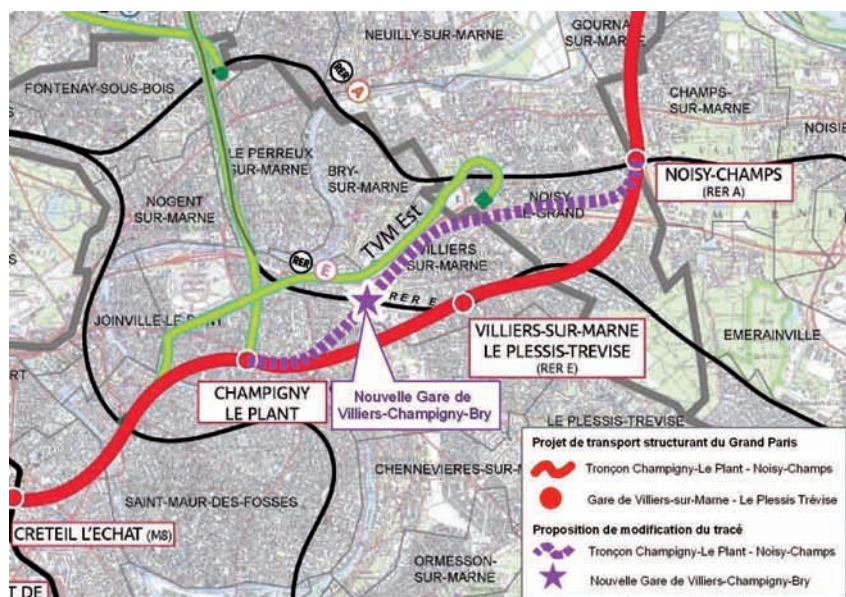 NEUILLY-SUR-MARNE
GOURNAY-
SUR-MARNE
RER
A
FONTENAY-SOUS-BOIS
CHAMPS-
SUR-MARNE
LE PERREUX
SUR-MARNE
BRY-
SUR-MARNE
NOISY-CHAMPS
(RER A)
NOGENT
SUR-MARNE
NOISY
LE-GRAND
TVM Est
VILLIERS
SUR-MARNE
RER
E
RER E
JOINVILLE-LE-PONT
VILLIERS-SUR-MARNE
LE PLESSIS-TREVISE
(RER E)
EMERAINVILLE
CHAMPIGNY
LE PLANT
Nouvelle Gare de
Villiers-Champigny-Bry
LE PLESSIS-TREVISE
CHENNEVIERES-SUR-M
SAINT-MAUR-DES-FOSSES
CRETEIL L'ECHAT (M8)
ORMESSON-
SUR-MARNE
T DE
Projet de transport structurant du Grand Paris
Tronçon Champigny-Le Plant - Noisy-Champs
Gare de Villiers-sur-Marne - Le Plessis Trévise
Proposition de modification du tracé
Tronçon Champigny-Le Plant - Noisy-Champs
Nouvelle Gare de Villiers-Champigny-Bry